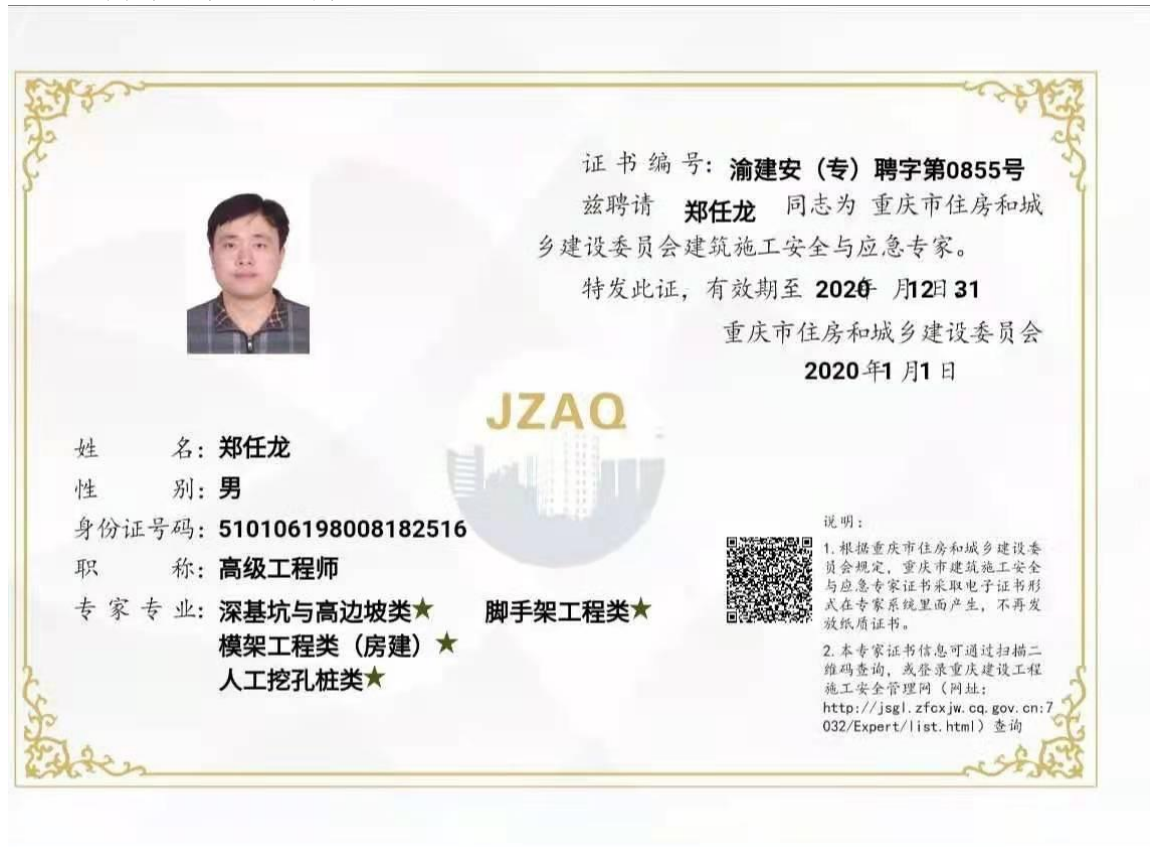 证书编号：渝建安（专）聘字第0855号
兹聘请 郑任龙 同志为 重庆市住房和城
乡建设委员会建筑施工安全与应急专家。
特发此证，有效期至 2020年 月12日31
重庆市住房和城乡建设委员会
2020年1月1日
JZAQ
姓名：郑任龙
性别：男
身份证号码：510106198008182516
职称：高级工程师
专家专业：深基坑与高边坡类★ 脚手架工程类★
模架工程类（房建）★
人工挖孔桩类★
说明：
1.根据重庆市住房和城乡建设委
员会规定，重庆市建筑施工安全
与应急专家证书采取电子证书形
式在专家系统里面产生，不再发
放纸质证书。
2.本专家证书信息可通过扫描二
维码查询，或登录重庆建设工程
施工安全管理网（网址：
http://jsgl.zfcxjw.cq.gov.cn:7
032/Expert/list.html）查询